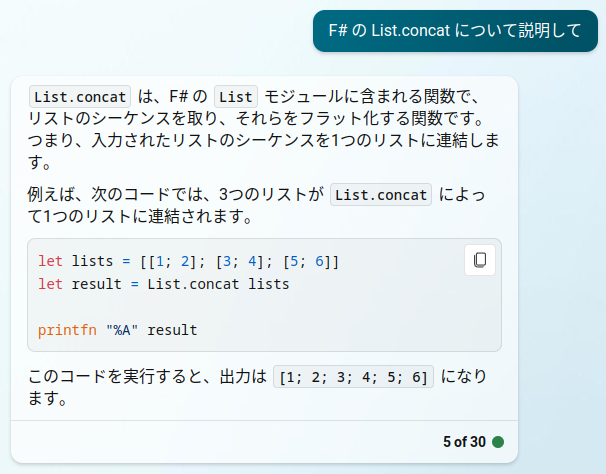 F# の List.concat について説明して
List.concat は、F# の List モジュールに含まれる関数で、
リストのシーケンスを取り、それらをフラット化する関数です。
つまり、入力されたリストのシーケンスを1つのリストに連結しま
す。
例えば、次のコードでは、3つのリストが List.concat によっ
て1つのリストに連結されます。
let lists = [[1; 2]; [3; 4]; [5; 6]]
let result = List.concat lists
printfn "%A" result
このコードを実行すると、出力は [1; 2; 3; 4; 5; 6] になり
ます。
5 of 30